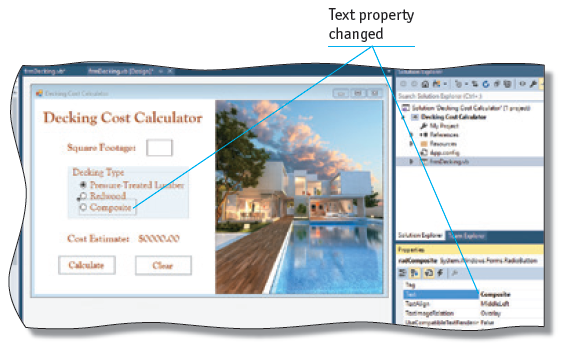 Text property
changed
frmDecking.vb*
frmDecking.vb [Design]*
Solution Explorer
Decking Cost Calculator
Search Solution Explorer (Ctrl+;)
Decking Cost Calculator
Solution 'Decking Cost Calculator' (1 project)
Decking Cost Calculator
My Project
Square Footage:
References
Resources
App.config
Decking Type
frmDecking.vb
Pressure-Treated Lumber
Redwood
Composite
Solution Explorer
Team Explorer
Cost Estimate: $0000.00
Properties
radComposite System.Windows.Forms.RadioButton
Calculate
Clear
Tag
Text Composite
TextAlign MiddleLeft
TextImageRelation Overlay
UseCompatibleTextRendering False